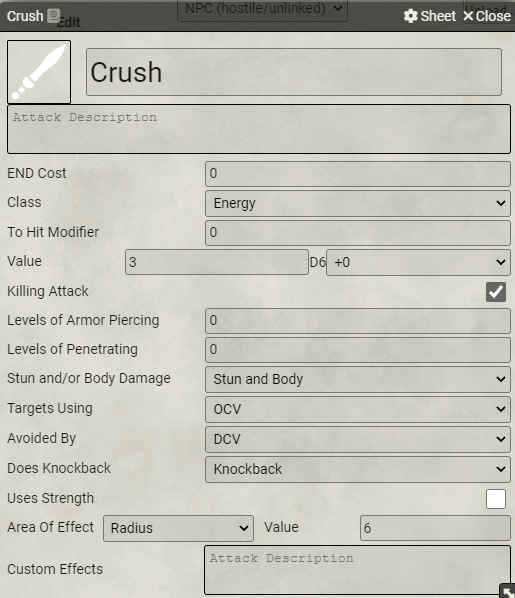 NPC (hostile/unlinked)
Crush Edit Sheet Close
Crush
Attack Description
END Cost 0
Class Energy
To Hit Modifier 0
Value 3 D6 +0
Killing Attack
Levels of Armor Piercing 0
Levels of Penetrating 0
Stun and/or Body Damage Stun and Body
Targets Using OCV
Avoided By DCV
Does Knockback Knockback
Uses Strength
Area Of Effect Radius Value 6
Custom Effects Attack Description